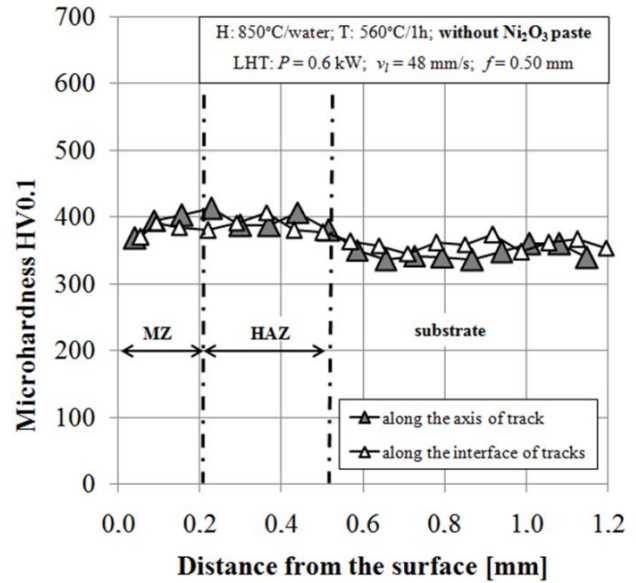 700
600
500
400
300
200
100
0
Microhardness HV0.1
H: 850°C/water; T: 560°C/1h; without Ni₂O₃ paste
LHT: P = 0.6 kW; vₗ = 48 mm/s; f = 0.50 mm
MZ
HAZ
substrate
along the axis of track
along the interface of tracks
0.0 0.2 0.4 0.6 0.8 1.0 1.2
Distance from the surface [mm]